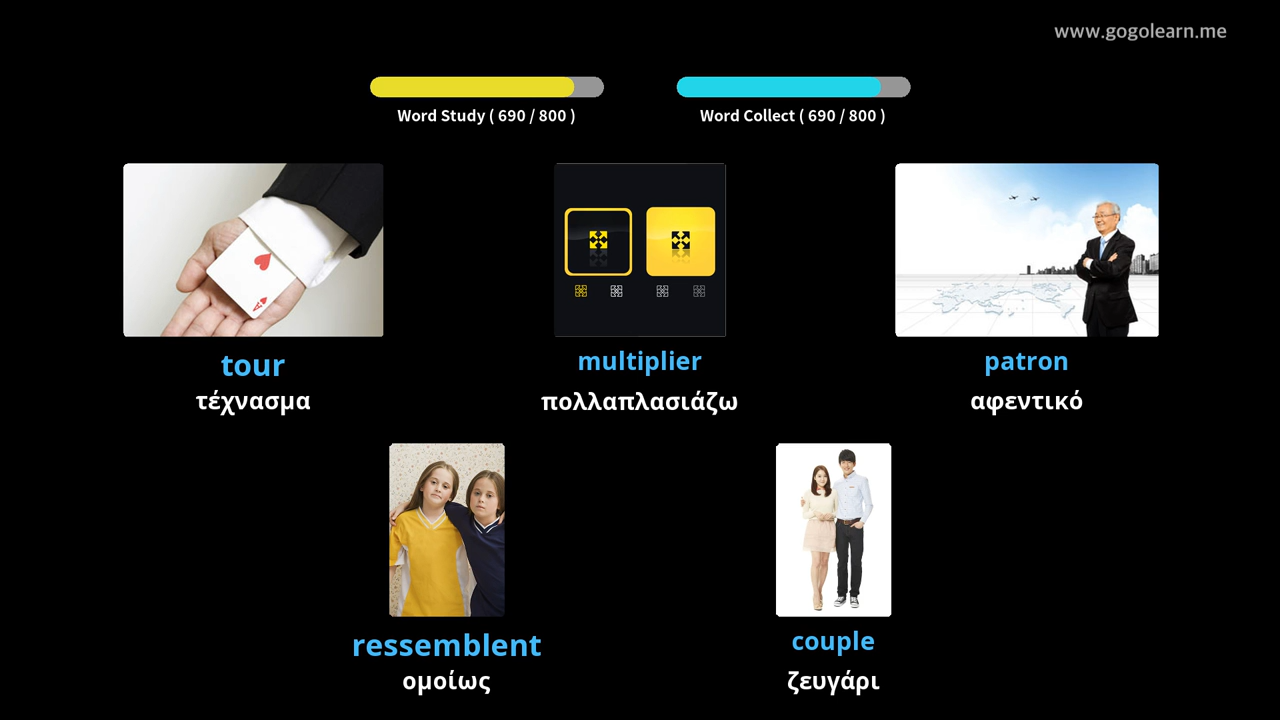 www.gogolearn.me
Word Study ( 690 / 800 )
Word Collect ( 690 / 800 )
tour
τέχνασμα
multiplier
πολλαπλασιάζω
patron
αφεντικό
ressemblent
ομοίως
couple
ζευγάρι